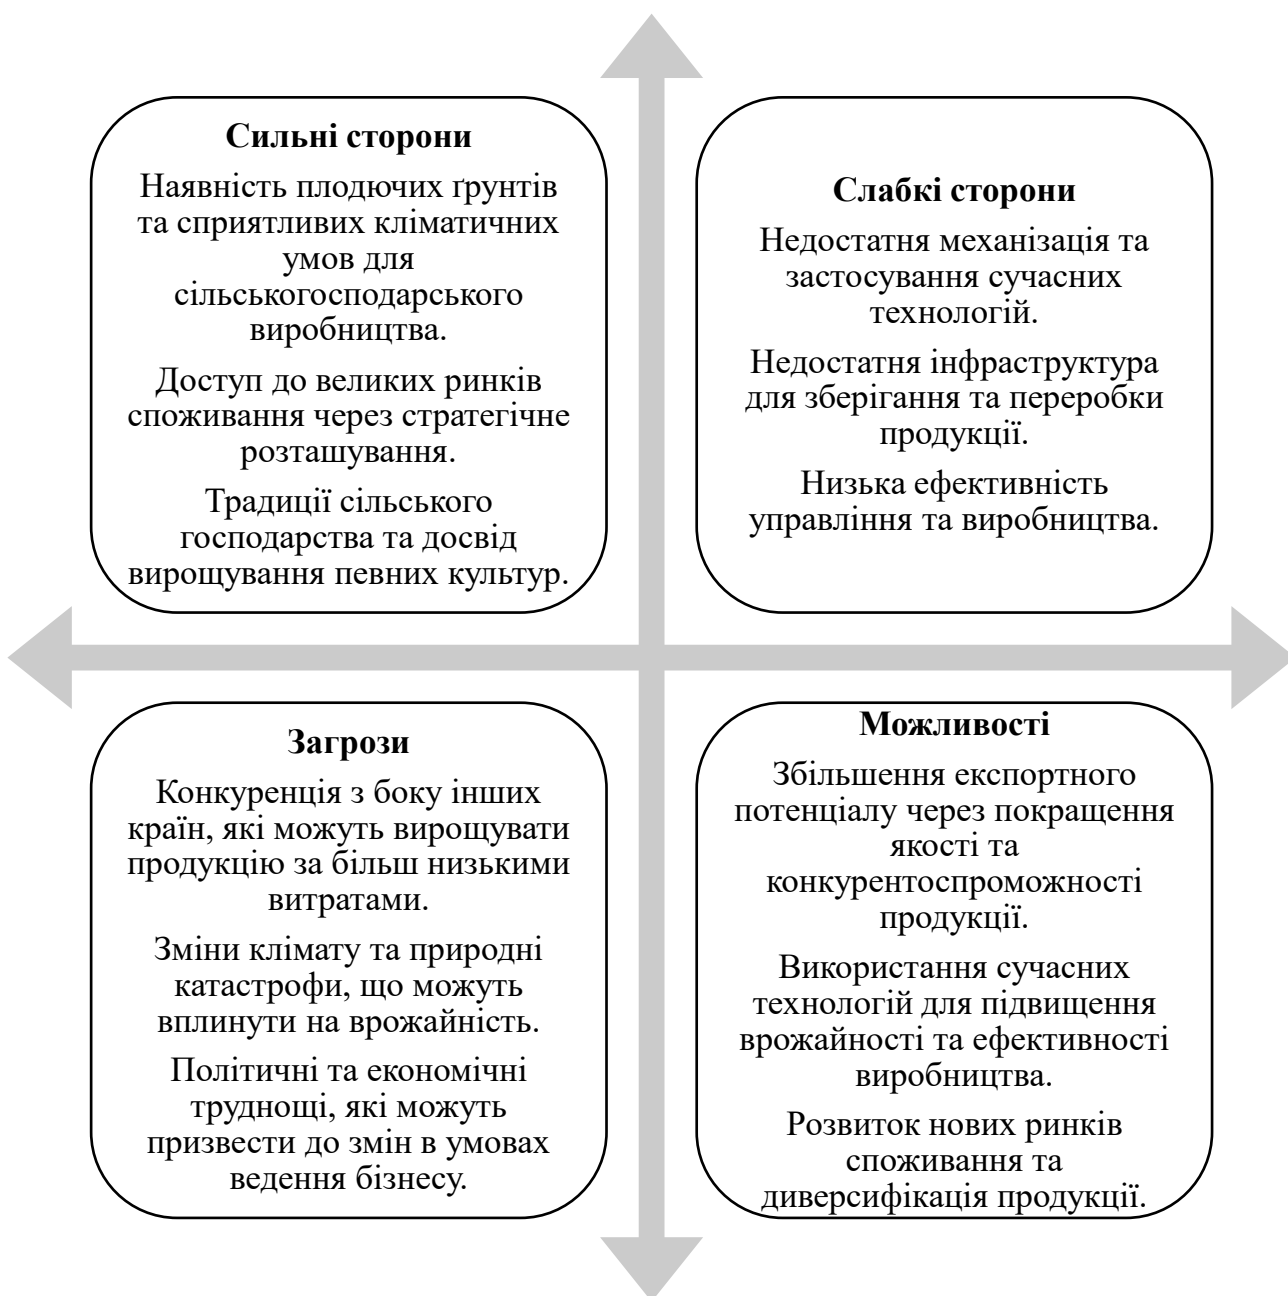 Сильні сторони
Наявність плодючих ґрунтів
та сприятливих кліматичних
умов для
сільськогосподарського
виробництва.
Доступ до великих ринків
споживання через стратегічне
розташування.
Традиції сільського
господарства та досвід
вирощування певних культур.
Слабкі сторони
Недостатня механізація та
застосування сучасних
технологій.
Недостатня інфраструктура
для зберігання та переробки
продукції.
Низька ефективність
управління та виробництва.
Загрози
Конкуренція з боку інших
країн, які можуть вирощувати
продукцію за більш низькими
витратами.
Зміни клімату та природні
катастрофи, що можуть
вплинути на врожайність.
Політичні та економічні
труднощі, які можуть
призвести до змін в умовах
ведення бізнесу.
Можливості
Збільшення експортного
потенціалу через покращення
якості та
конкурентоспроможності
продукції.
Використання сучасних
технологій для підвищення
врожайності та ефективності
виробництва.
Розвиток нових ринків
споживання та
диверсифікація продукції.